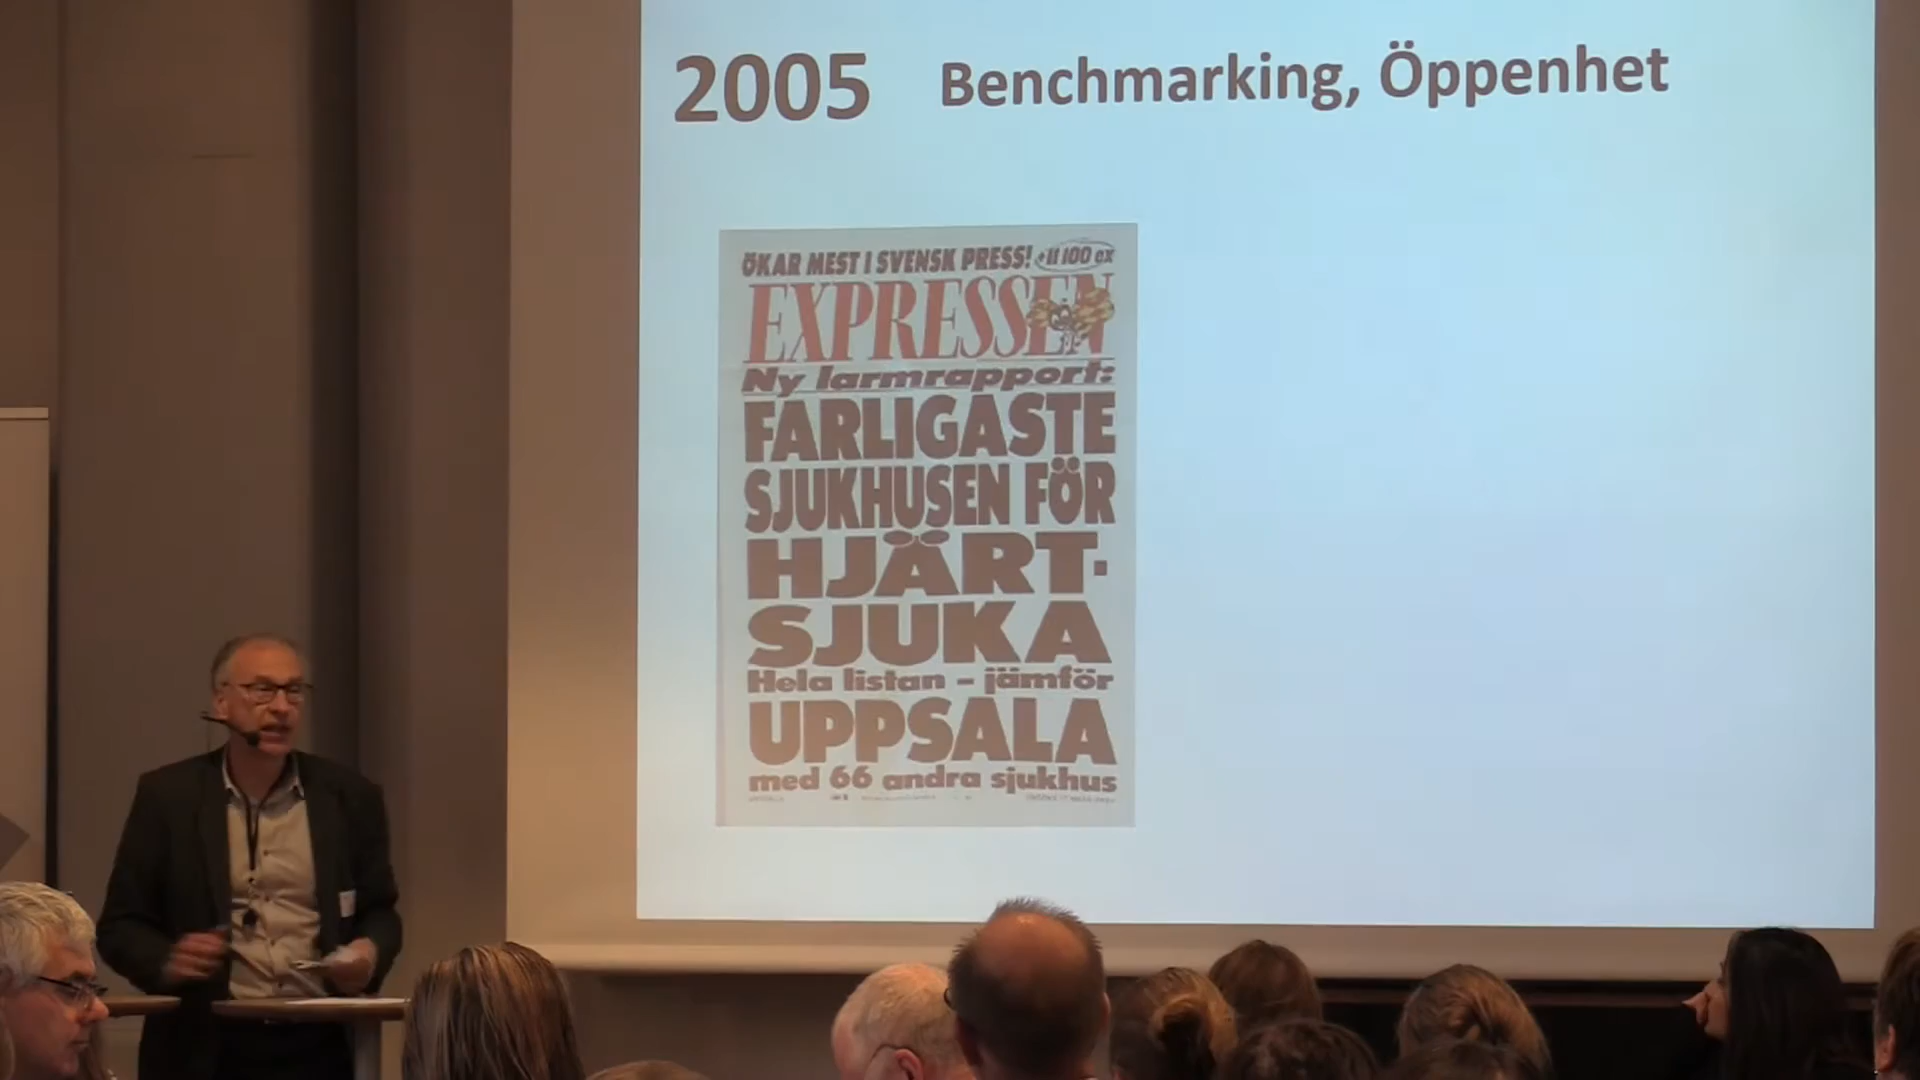 2005 Benchmarking, Öppenhet
ÖKAR MEST I SVENSK PRESS! +11 100 ex
EXPRESSEN
Ny larmrapport:
FARLIGASTE
SJUKHUSEN FÖR
HJÄRT-
SJUKA
Hela listan – jämför
UPPSALA
med 66 andra sjukhus